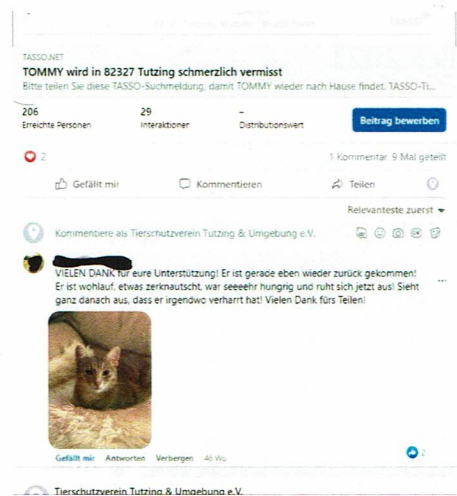 TASSO.NET
TOMMY wird in 82327 Tutzing schmerzlich vermisst
Bitte teilen Sie diese TASSO-Suchmeldung, damit TOMMY wieder nach Hause findet. TASSO-Ti...
206 29 –
Erreichte Personen Interaktionen Distributionswert
Beitrag bewerben
2
1 Kommentar 9 Mal geteilt
Gefällt mir Kommentieren Teilen
Relevanteste zuerst
Kommentiere als Tierschutzverein Tutzing & Umgebung e.V.
VIELEN DANK für eure Unterstützung! Er ist gerade eben wieder zurück gekommen!
Er ist wohlauf, etwas zerknautscht, war seeeehr hungrig und ruht sich jetzt aus! Sieht
ganz danach aus, dass er irgendwo verharrt hat! Vielen Dank fürs Teilen!
Gefällt mir Antworten Verbergen 46 Wo.
2
Tierschutzverein Tutzing & Umgebung e.V.